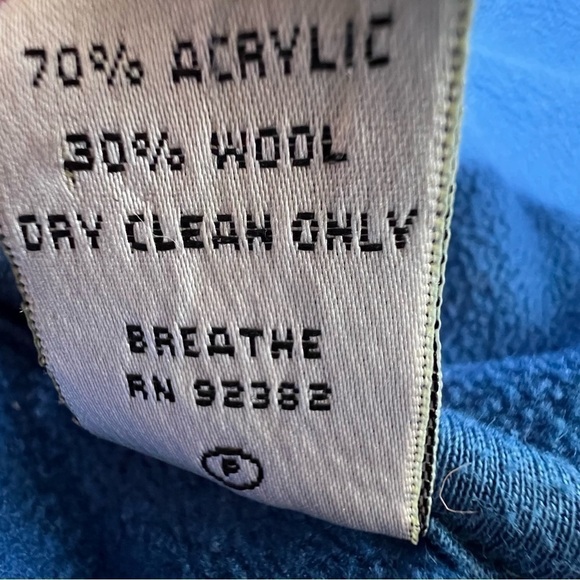 70% ACRYLIC
30% WOOL
DRY CLEAN ONLY
BREATHE
RN 92382
P